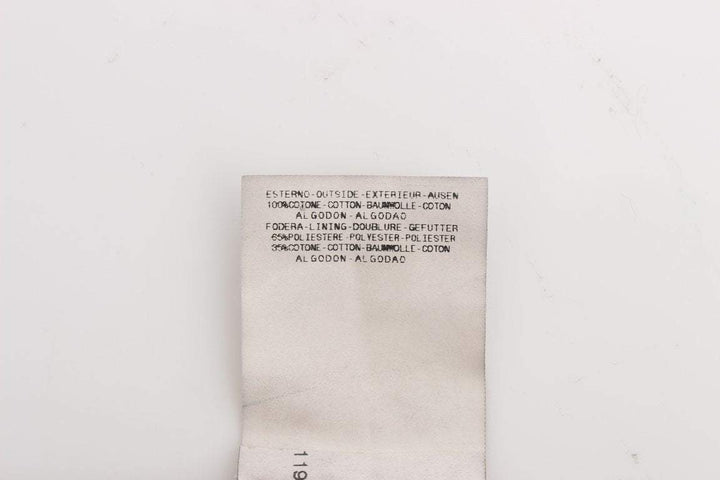 ESTERNO-OUTSIDE-EXTERIEUR-AUSEN
100%COTONE-COTTON-BAUMWOLLE-COTON
ALGODON-ALGODAO
FODERA-LINING-DOUBLURE-GEFUTTER
65%POLIESTERE-POLYESTER-POLIESTER
35%COTONE-COTTON-BAUMWOLLE-COTON
ALGODON-ALGODAO
119